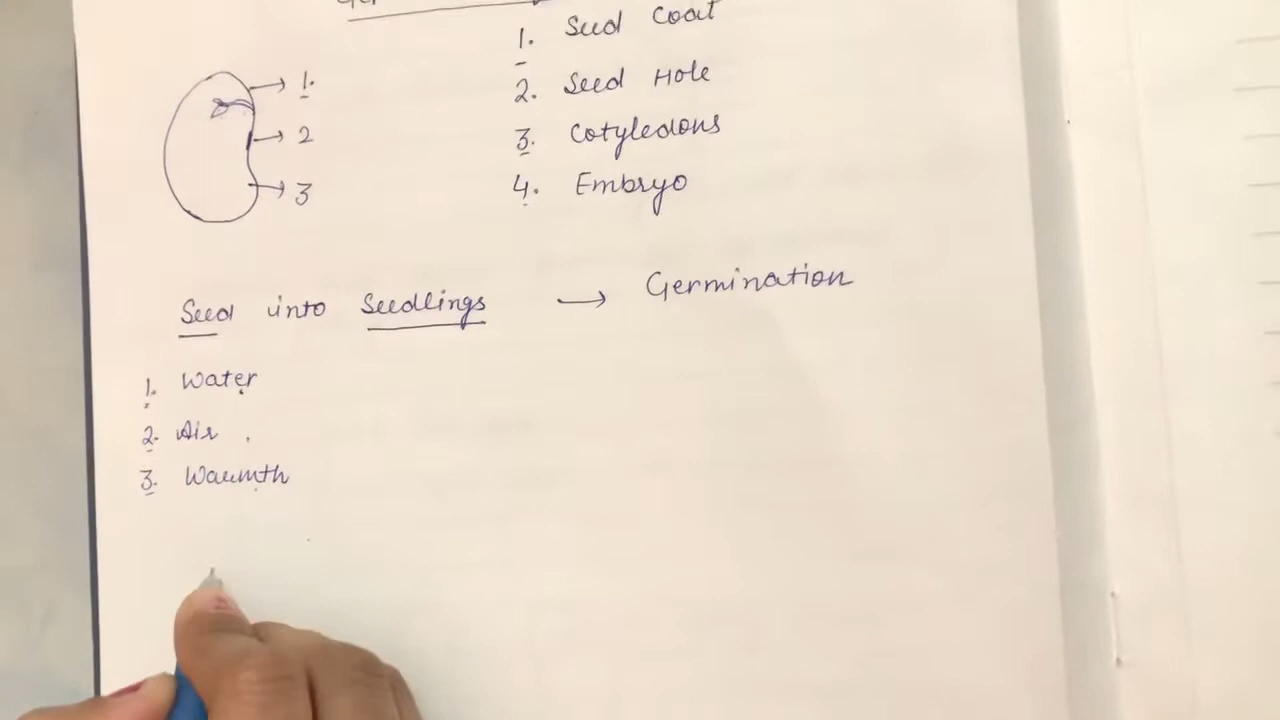 1. Seed Coat
2. Seed Hole
3. Cotyledons
4. Embryo
1.
2
3
Seed into Seedlings → Germination
1. Water
2. Air
3. Warmth